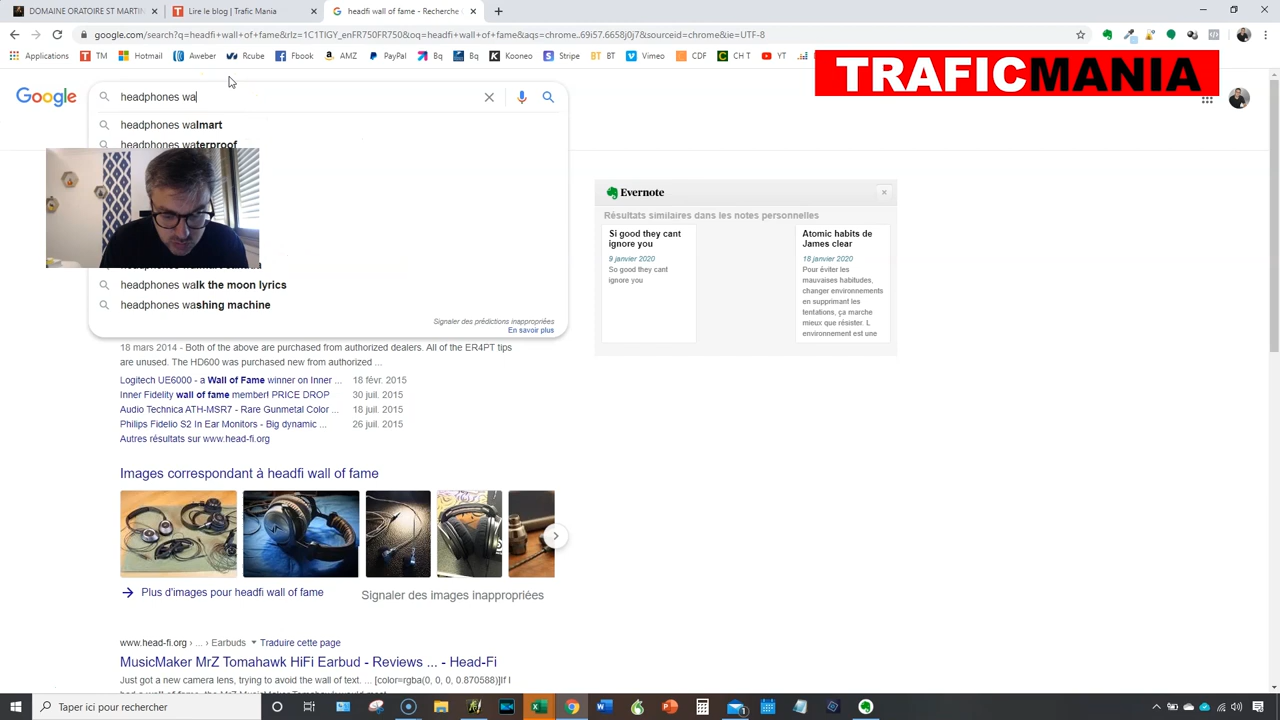 DOMAINE ORATOIRE ST MARTIN
Lire le blog | Trafic Mania
headfi wall of fame - Recherche
google.com/search?q=headfi+wall+of+fame&rlz=1C1TIGY_enFR750FR750&oq=headfi+wall+of+fame&aqs=chrome..69i57.6658j0j7&sourceid=chrome&ie=UTF-8
Applications TM Hotmail Aweber Rcube Facebook AMZ PayPal Bq Bq Kooneo Stripe BT Vimeo CDF CH T YT
TRAFICMANIA
Google
headphones wa
headphones walmart
headphones waterproof
headphones walk the moon lyrics
headphones washing machine
Signaler des prédictions inappropriées
En savoir plus
Evernote
Résultats similaires dans les notes personnelles
Si good they cant ignore you
9 janvier 2020
So good they cant
ignore you
Atomic habits de
James clear
18 janvier 2020
Pour éviter les
mauvaises habitudes,
changer environnements
en supprimant les
tentations, ça marche
mieux que résister. L
environnement est une
18 mars 2014 - Both of the above are purchased from authorized dealers. All of the ER4PT tips
are unused. The HD600 was purchased new from authorized ...
Logitech UE6000 - a Wall of Fame winner on Inner ... 18 févr. 2015
Inner Fidelity wall of fame member! PRICE DROP 30 juil. 2015
Audio Technica ATH-MSR7 - Rare Gunmetal Color ... 18 juil. 2015
Philips Fidelio S2 In Ear Monitors - Big dynamic ... 26 juil. 2015
Autres résultats sur www.head-fi.org
Images correspondant à headfi wall of fame
Plus d'images pour headfi wall of fame
Signaler des images inappropriées
www.head-fi.org › ... › Earbuds Traduire cette page
MusicMaker MrZ Tomahawk HiFi Earbud - Reviews ... - Head-Fi
Just got a new camera lens, trying to avoid the wall of text. ... [color=rgba(0, 0, 0, 0.870588)]If I
Taper ici pour rechercher